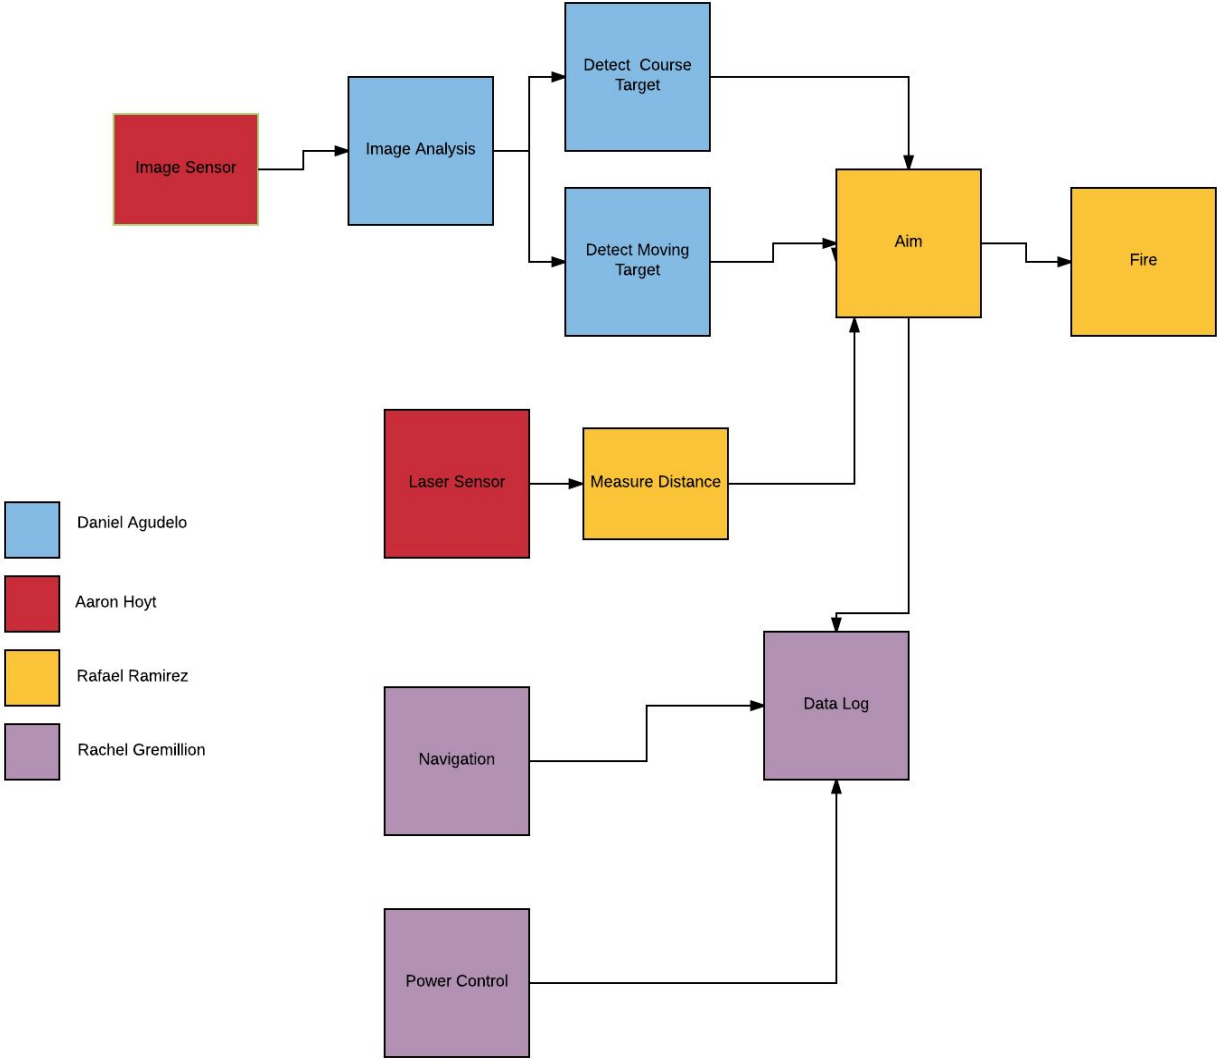 Detect  Course
Target
Image Analysis
Image Sensor
Detect Moving
Target
Aim
Fire
Laser Sensor
Measure Distance
Daniel Agudelo
Aaron Hoyt
Rafael Ramirez
Rachel Gremillion
Data Log
Navigation
Power Control